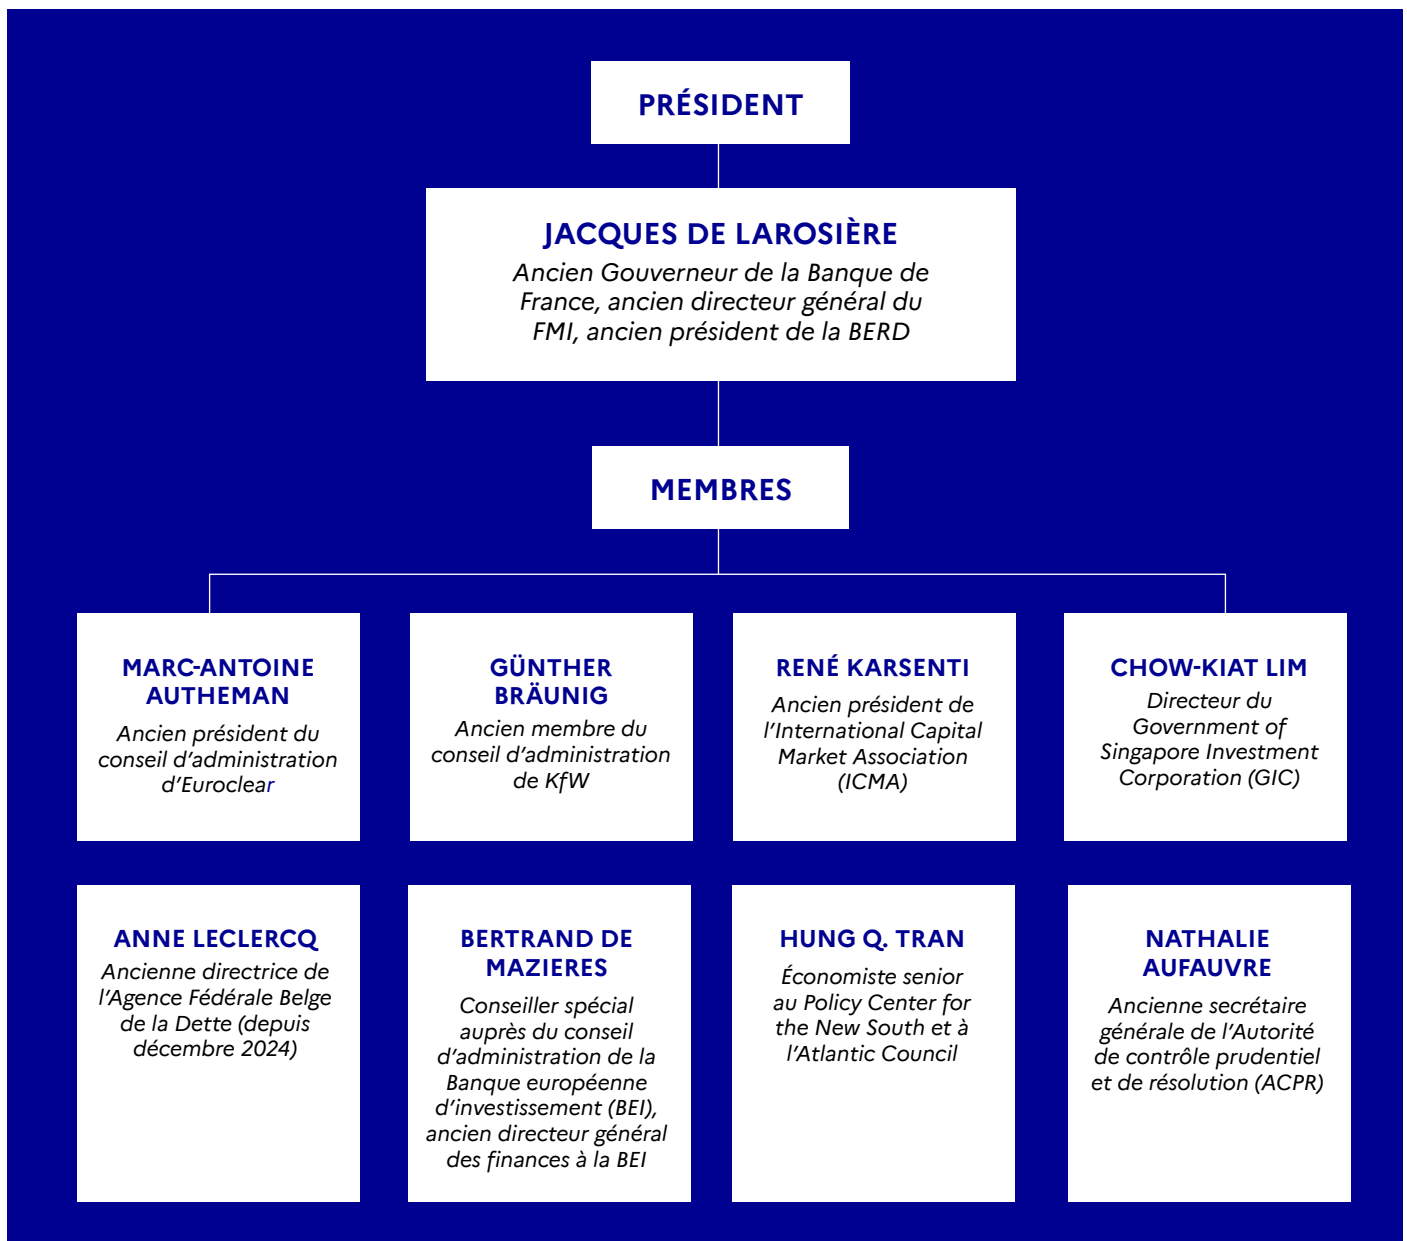 PRÉSIDENT
JACQUES DE LAROSIÈRE
Ancien Gouverneur de la Banque de
France, ancien directeur général du
FMI, ancien président de la BERD
MEMBRES
MARC-ANTOINE
AUTHEMAN
Ancien président du
conseil d’administration
d’Euroclear
GÜNTHER
BRÄUNIG
Ancien membre du
conseil d’administration
de KfW
RENÉ KARSENTI
Ancien président de
l’International Capital
Market Association
(ICMA)
CHOW-KIAT LIM
Directeur du
Government of
Singapore Investment
Corporation (GIC)
ANNE LECLERCQ
Ancienne directrice de
l’Agence Fédérale Belge
de la Dette (depuis
décembre 2024)
BERTRAND DE
MAZIERES
Conseiller spécial
auprès du conseil
d’administration de la
Banque européenne
d’investissement (BEI),
ancien directeur général
des finances à la BEI
HUNG Q. TRAN
Économiste senior
au Policy Center for
the New South et à
l’Atlantic Council
NATHALIE
AUFAUVRE
Ancienne secrétaire
générale de l’Autorité
de contrôle prudentiel
et de résolution (ACPR)